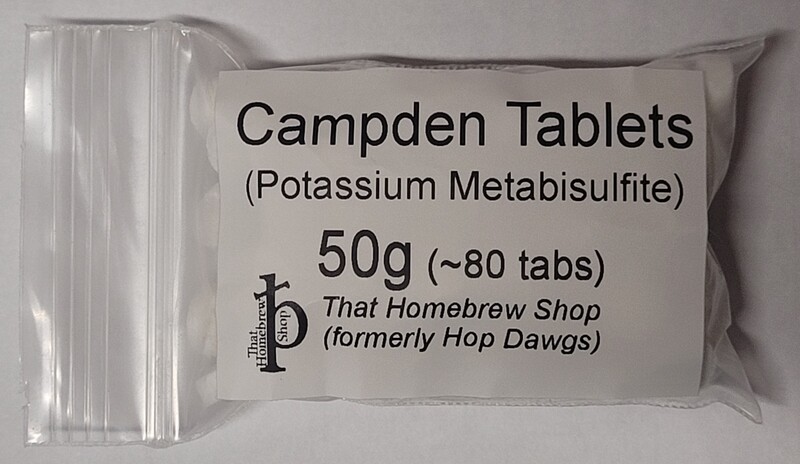 Campden Tablets
(Potassium Metabisulfite)
50g (~80 tabs)
That Homebrew Shop
(formerly Hop Dawgs)
That
Homebrew
Shop